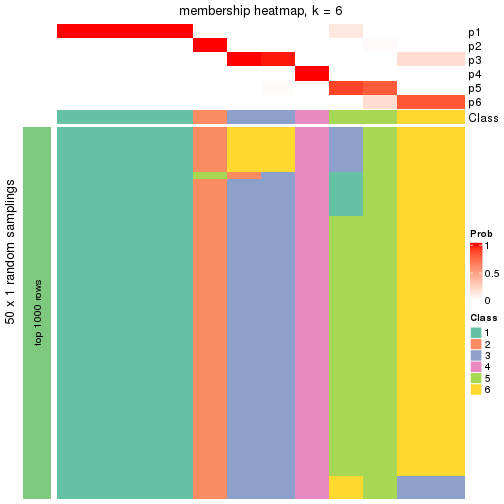 membership heatmap, k = 6
p1
p2
p3
p4
p5
p6
Class
50 x 1 random samplings
top 1000 rows
Prob
1
0.5
0
Class
1
2
3
4
5
6